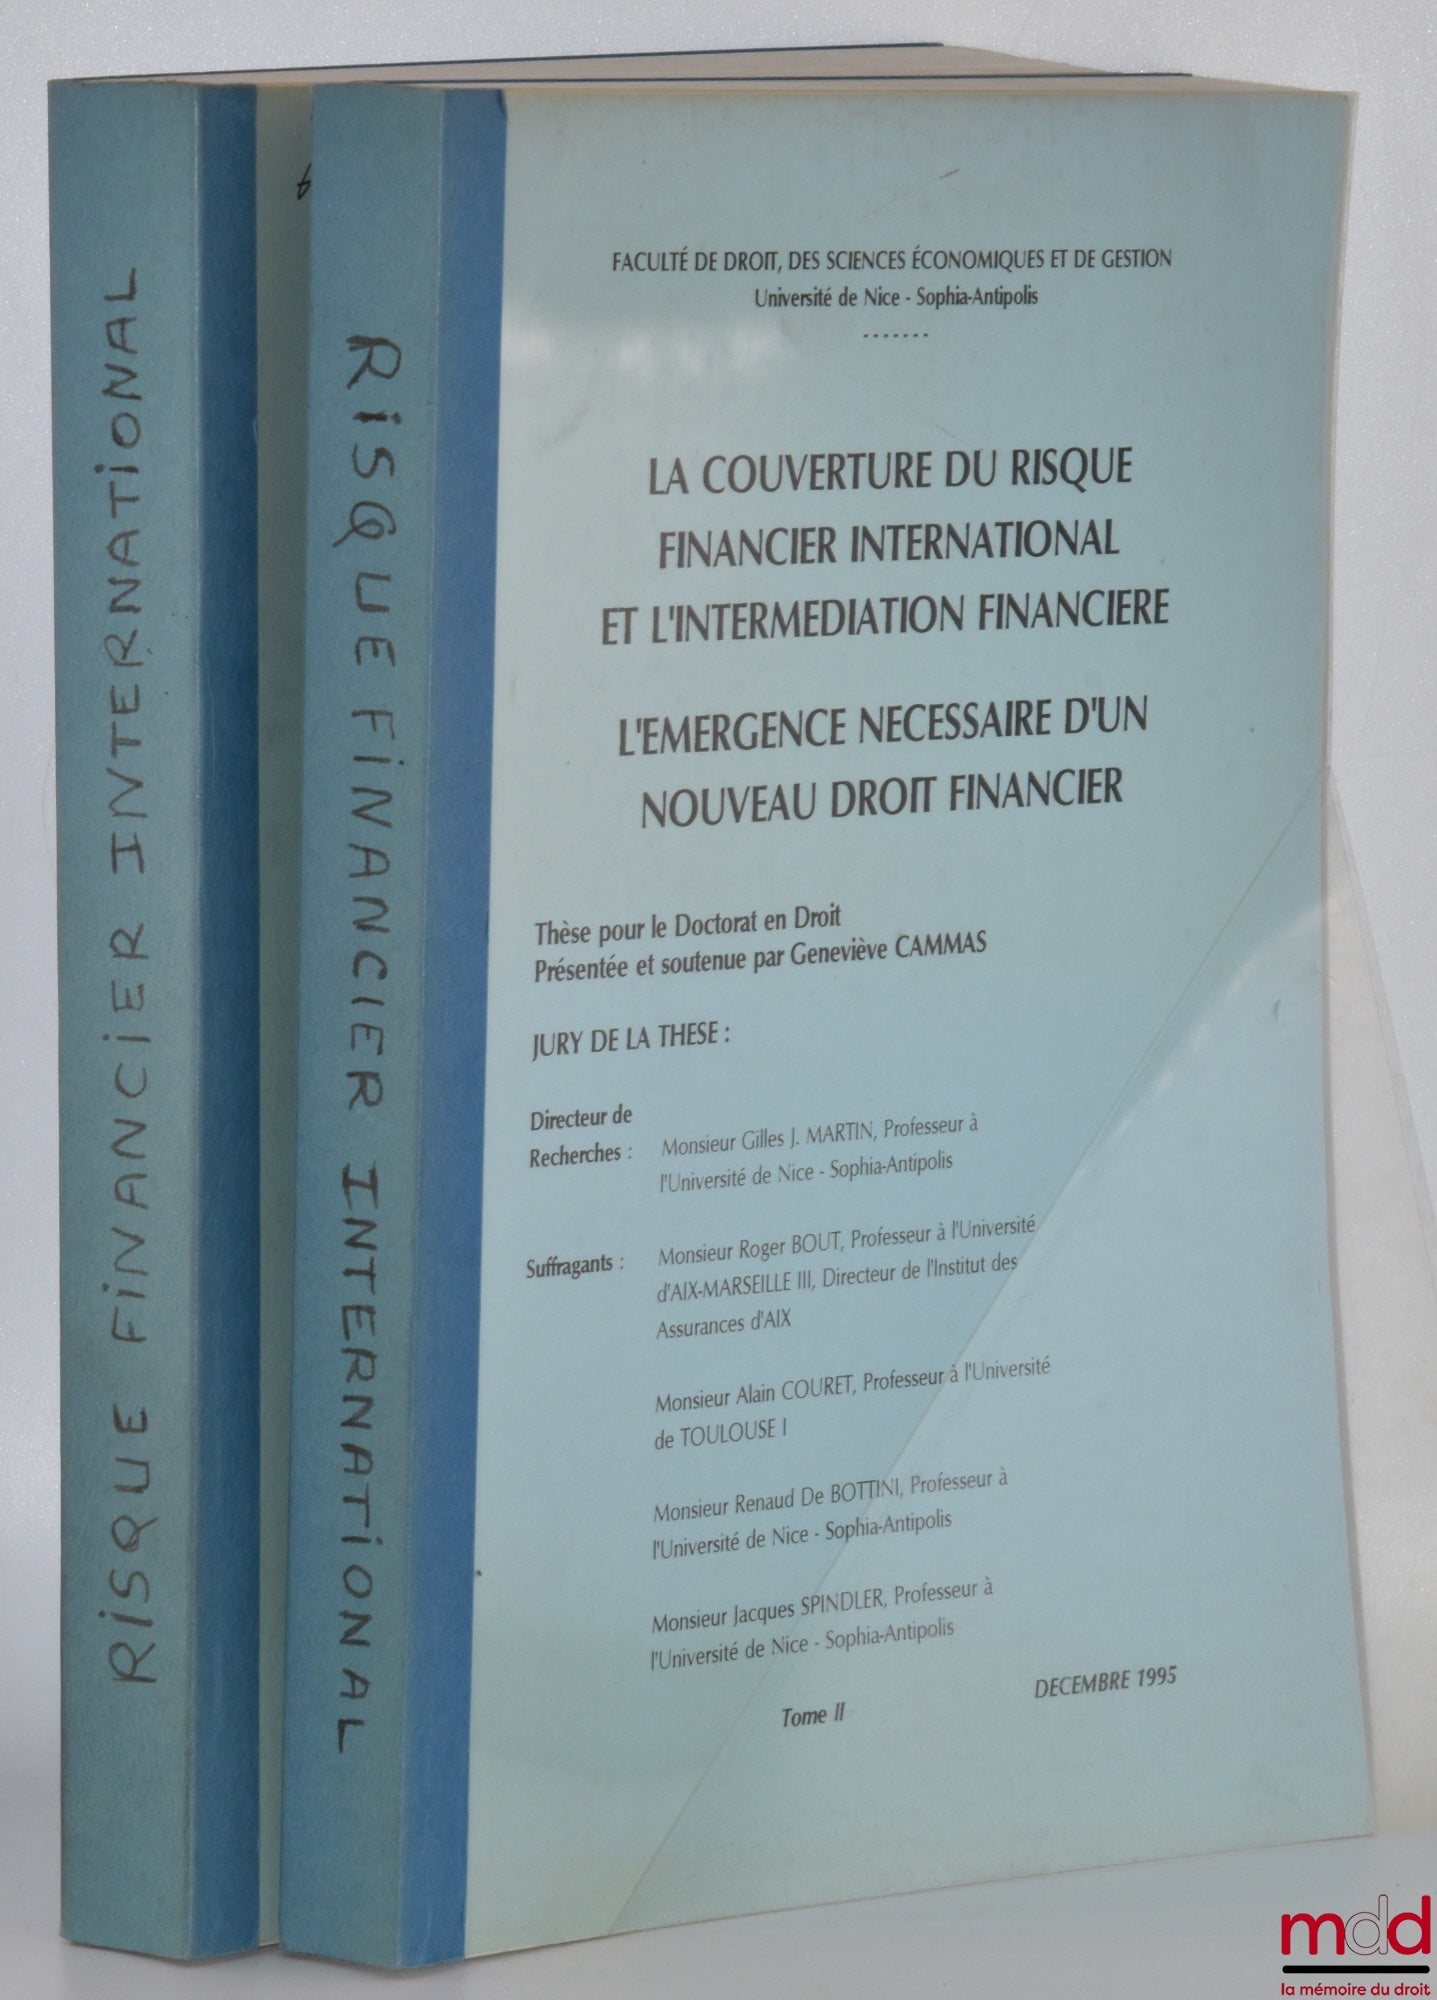 RiSQUE FiNANCiER INTERNATiONAL
RiSQUE FiNANCIER INTERNATiONAL
FACULTÉ DE DROIT, DES SCIENCES ÉCONOMIQUES ET DE GESTION
Université de Nice - Sophia-Antipolis
-------
LA COUVERTURE DU RISQUE
FINANCIER INTERNATIONAL
ET L'INTERMEDIATION FINANCIERE
L'EMERGENCE NECESSAIRE D'UN
NOUVEAU DROIT FINANCIER
Thèse pour le Doctorat en Droit
Présentée et soutenue par Geneviève CAMMAS
JURY DE LA THESE :
Directeur de
Recherches : Monsieur Gilles J. MARTIN, Professeur à
l'Université de Nice - Sophia-Antipolis
Suffragants : Monsieur Roger BOUT, Professeur à l'Université
d'AIX-MARSEILLE III, Directeur de l'Institut des
Assurances d'AIX
Monsieur Alain COURET, Professeur à l'Université
de TOULOUSE I
Monsieur Renaud De BOTTINI, Professeur à
l'Université de Nice - Sophia-Antipolis
Monsieur Jacques SPINDLER, Professeur à
l'Université de Nice - Sophia-Antipolis
Tome II
DECEMBRE 1995
mdd
la mémoire du droit